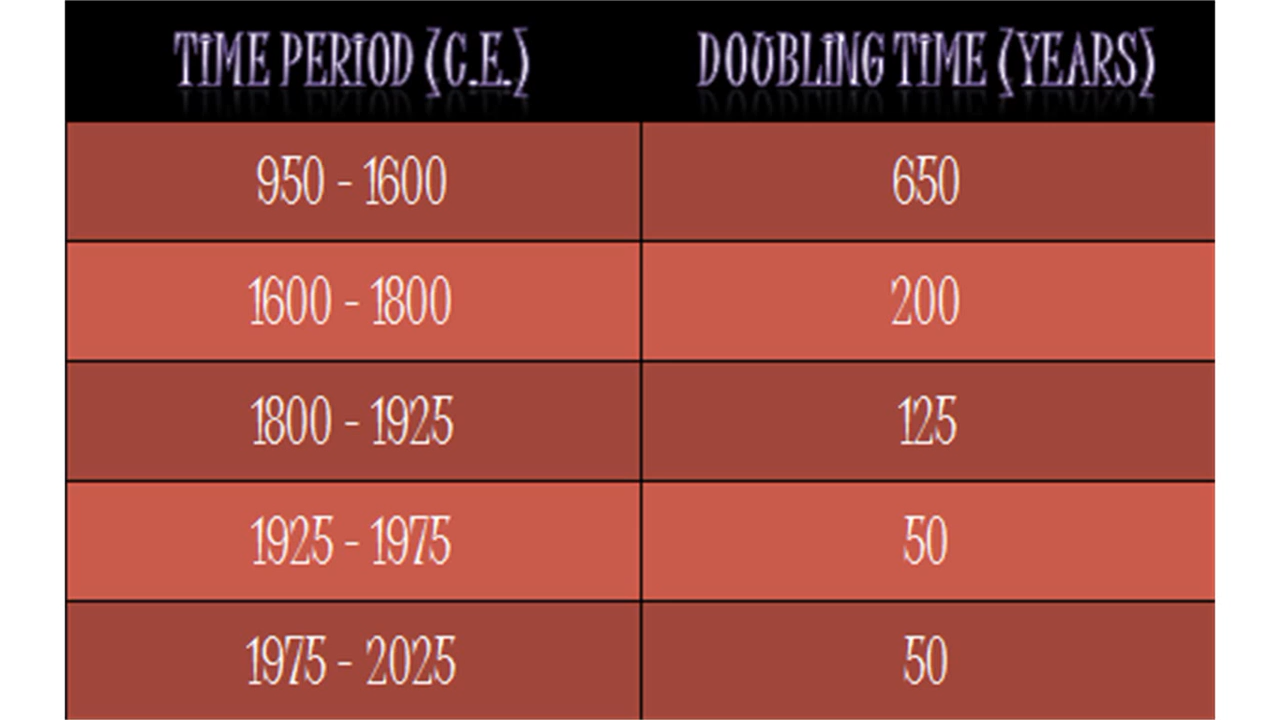 TIME PERIOD (C.E.) DOUBLING TIME (YEARS)
950 - 1600 650
1600 - 1800 200
1800 - 1925 125
1925 - 1975 50
1975 - 2025 50